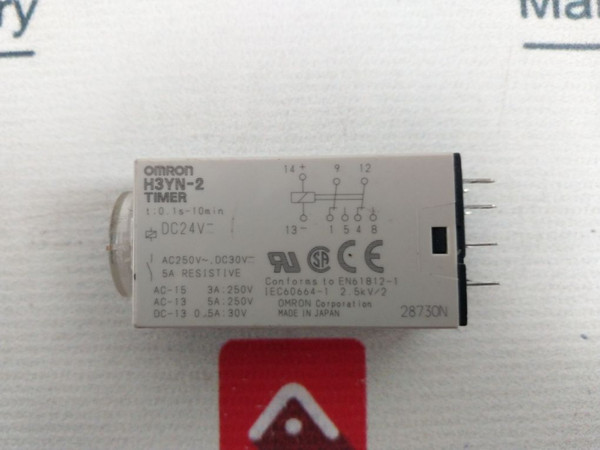 OMRON
H3YN-2
TIMER
t:0.1s-10min
DC24V
AC250V~, DC30V
5A RESISTIVE
AC-15 3A:250V
AC-13 5A:250V
DC-13 0.5A:30V
14 + 9 12
13 - 1 5 4 8
Conforms to EN61812-1
IEC60664-1 2.5kV/2
OMRON Corporation
MADE IN JAPAN
28730N